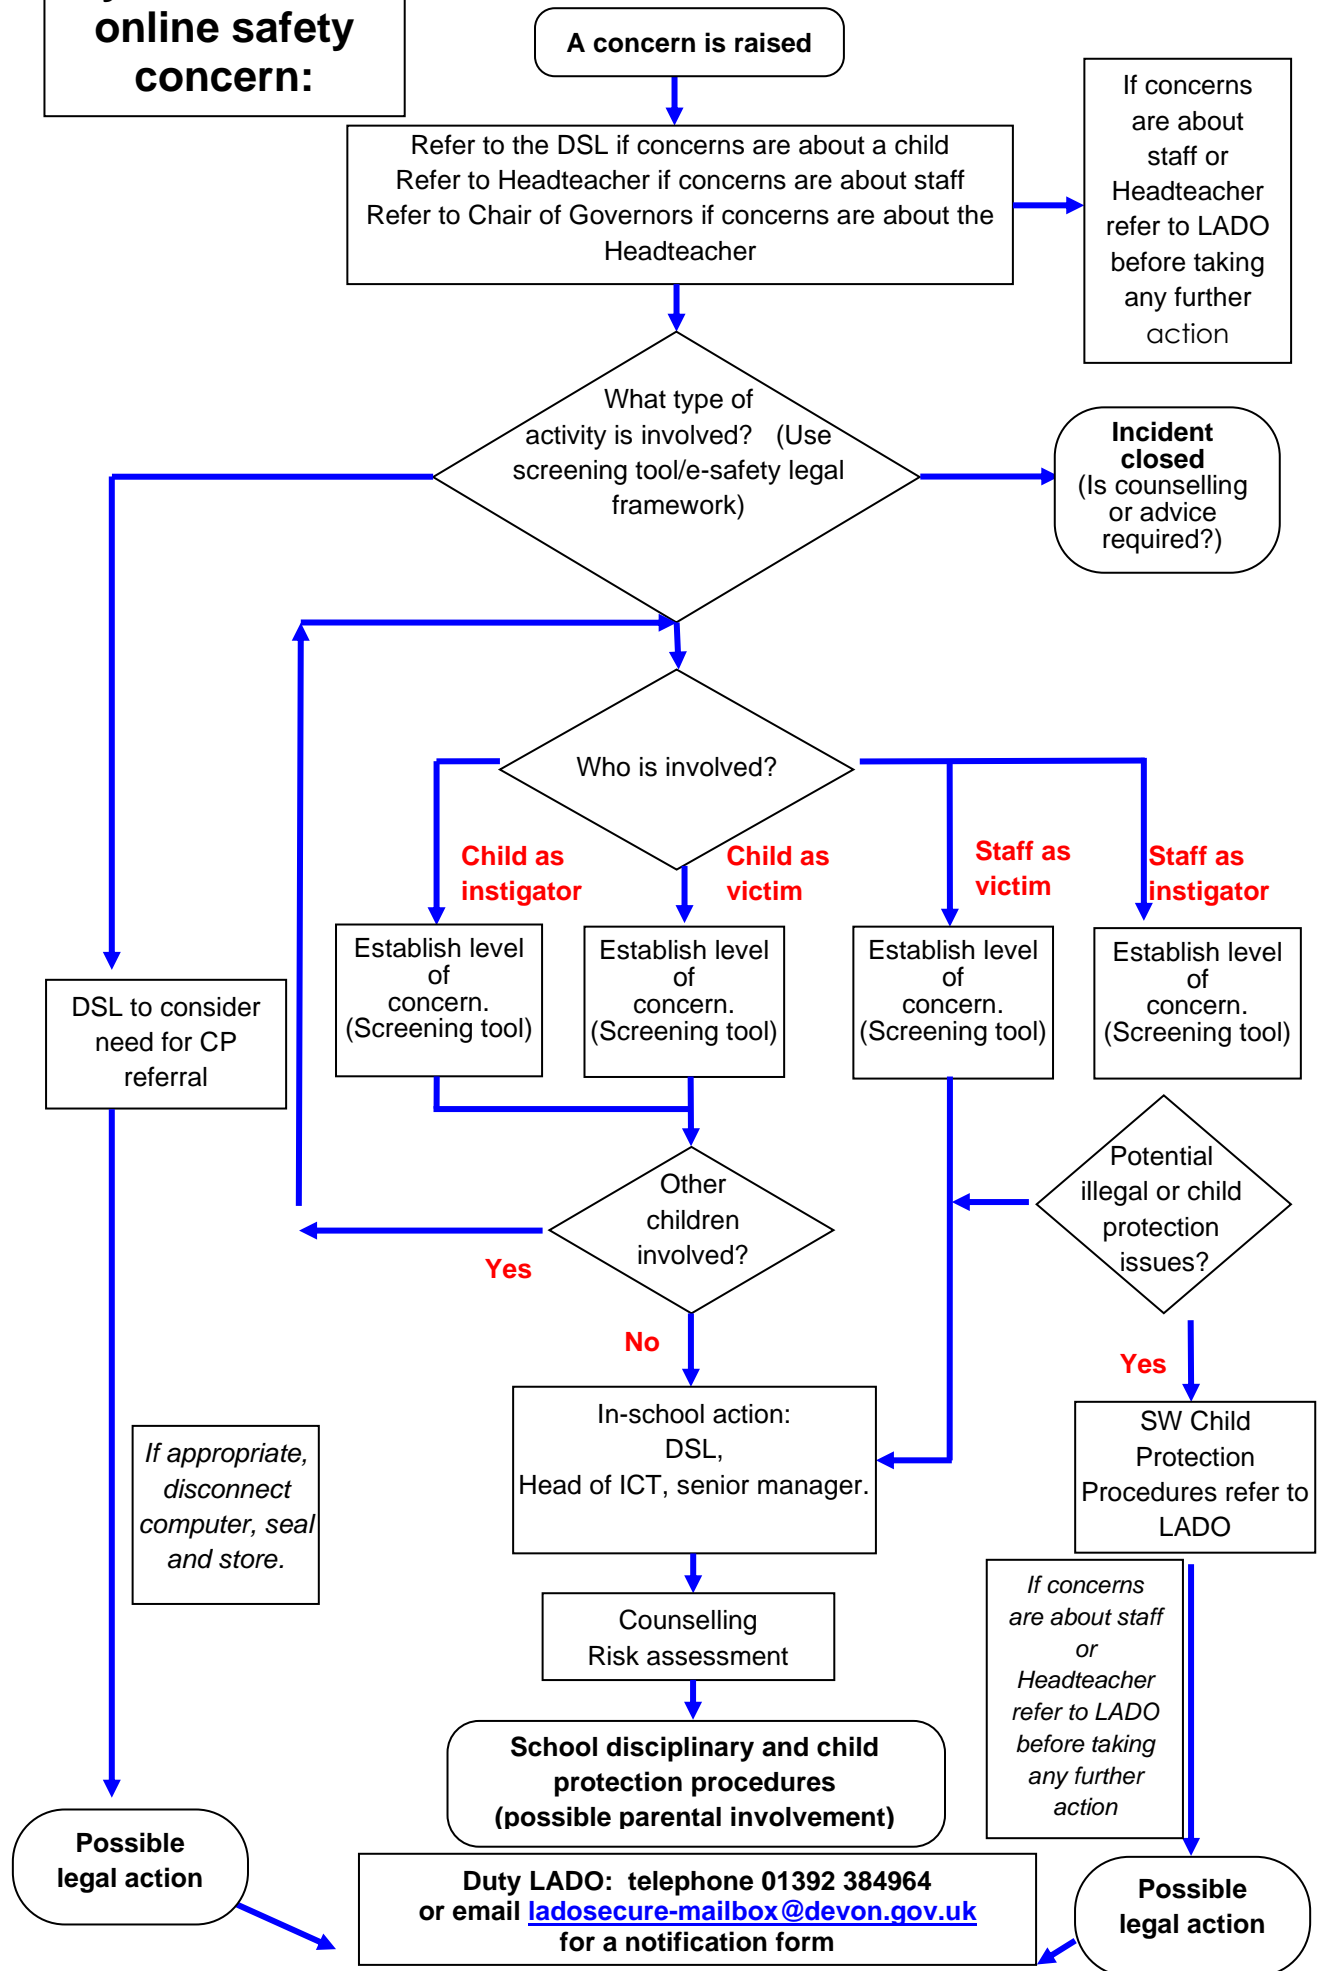 online safety
concern:
A concern is raised
If concerns
are about
staff or
Headteacher
refer to LADO
before taking
any further
action
Refer to the DSL if concerns are about a child
Refer to Headteacher if concerns are about staff
Refer to Chair of Governors if concerns are about the
Headteacher
What type of
activity is involved? (Use
screening tool/e-safety legal
framework)
Incident
closed
(Is counselling
or advice
required?)
Who is involved?
Child as
instigator
Child as
victim
Staff as
victim
Staff as
instigator
Establish level
of
concern.
(Screening tool)
Establish level
of
concern.
(Screening tool)
Establish level
of
concern.
(Screening tool)
Establish level
of
concern.
(Screening tool)
DSL to consider
need for CP
referral
Other
children
involved?
Potential
illegal or child
protection
issues?
Yes
No
Yes
In-school action:
DSL,
Head of ICT, senior manager.
SW Child
Protection
Procedures refer to
LADO
If appropriate,
disconnect
computer, seal
and store.
Counselling
Risk assessment
If concerns
are about staff
or
Headteacher
refer to LADO
before taking
any further
action
School disciplinary and child
protection procedures
(possible parental involvement)
Possible
legal action
Duty LADO: telephone 01392 384964
or email ladosecure-mailbox@devon.gov.uk
for a notification form
Possible
legal action